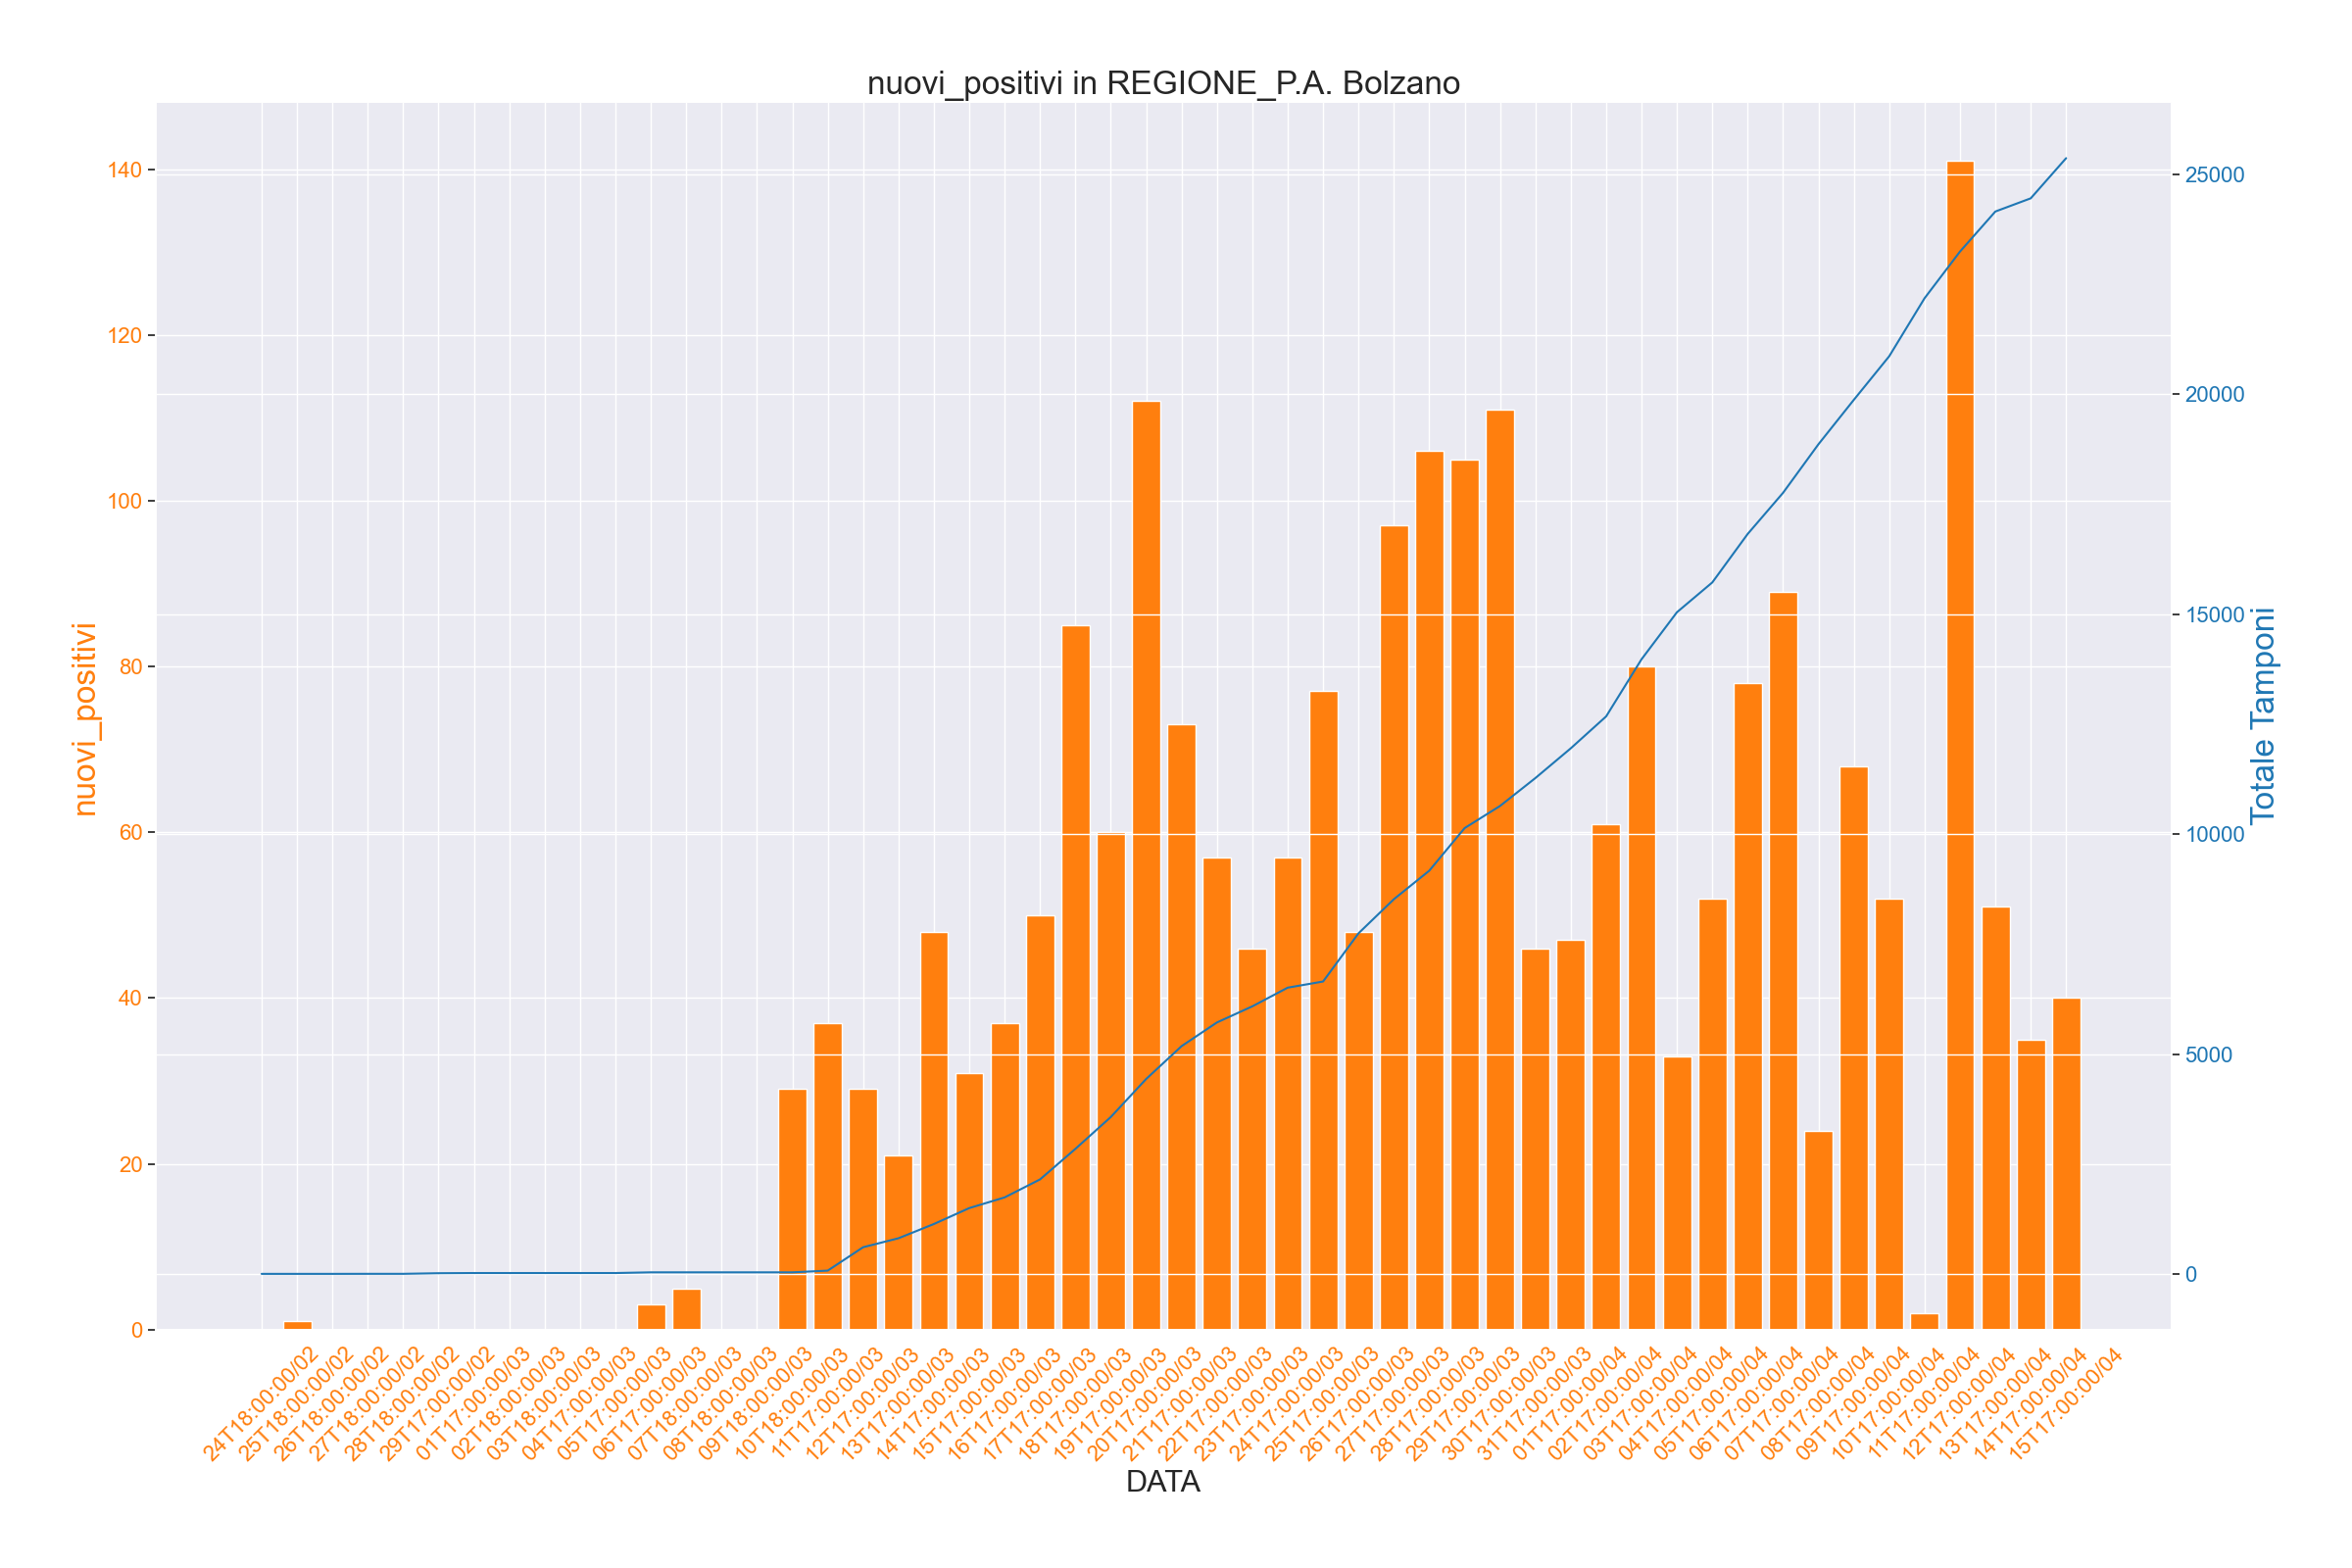 nuovi_positivi in REGIONE_P.A. Bolzano
nuovi_positivi
140
120
100
80
60
40
20
0
Totale Tamponi
25000
20000
15000
10000
5000
0
24T18:00:00/02
25T18:00:00/02
26T18:00:00/02
27T18:00:00/02
28T18:00:00/02
29T17:00:00/02
01T17:00:00/03
02T18:00:00/03
03T18:00:00/03
04T17:00:00/03
05T17:00:00/03
06T17:00:00/03
07T18:00:00/03
08T18:00:00/03
09T18:00:00/03
10T18:00:00/03
11T17:00:00/03
12T17:00:00/03
13T17:00:00/03
14T17:00:00/03
15T17:00:00/03
16T17:00:00/03
17T17:00:00/03
18T17:00:00/03
19T17:00:00/03
20T17:00:00/03
21T17:00:00/03
22T17:00:00/03
23T17:00:00/03
24T17:00:00/03
25T17:00:00/03
26T17:00:00/03
27T17:00:00/03
28T17:00:00/03
29T17:00:00/03
30T17:00:00/03
31T17:00:00/03
01T17:00:00/04
02T17:00:00/04
03T17:00:00/04
04T17:00:00/04
05T17:00:00/04
06T17:00:00/04
07T17:00:00/04
08T17:00:00/04
09T17:00:00/04
10T17:00:00/04
11T17:00:00/04
12T17:00:00/04
13T17:00:00/04
14T17:00:00/04
15T17:00:00/04
DATA